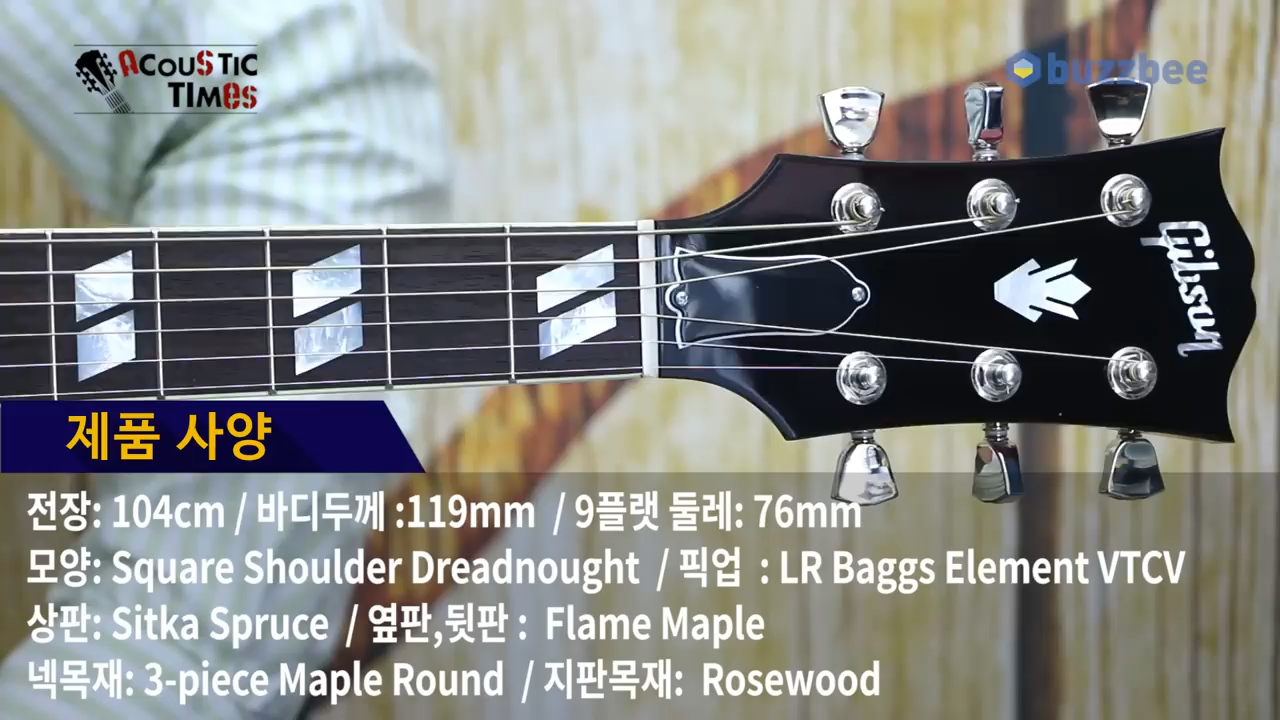 ACOUSTIC
TIMES
buzzbee
Gibson
제품 사양
전장: 104cm / 바디두께 :119mm / 9플랫 둘레: 76mm
모양: Square Shoulder Dreadnought / 픽업 : LR Baggs Element VTCV
상판: Sitka Spruce / 옆판,뒷판 : Flame Maple
넥목재: 3-piece Maple Round / 지판목재: Rosewood